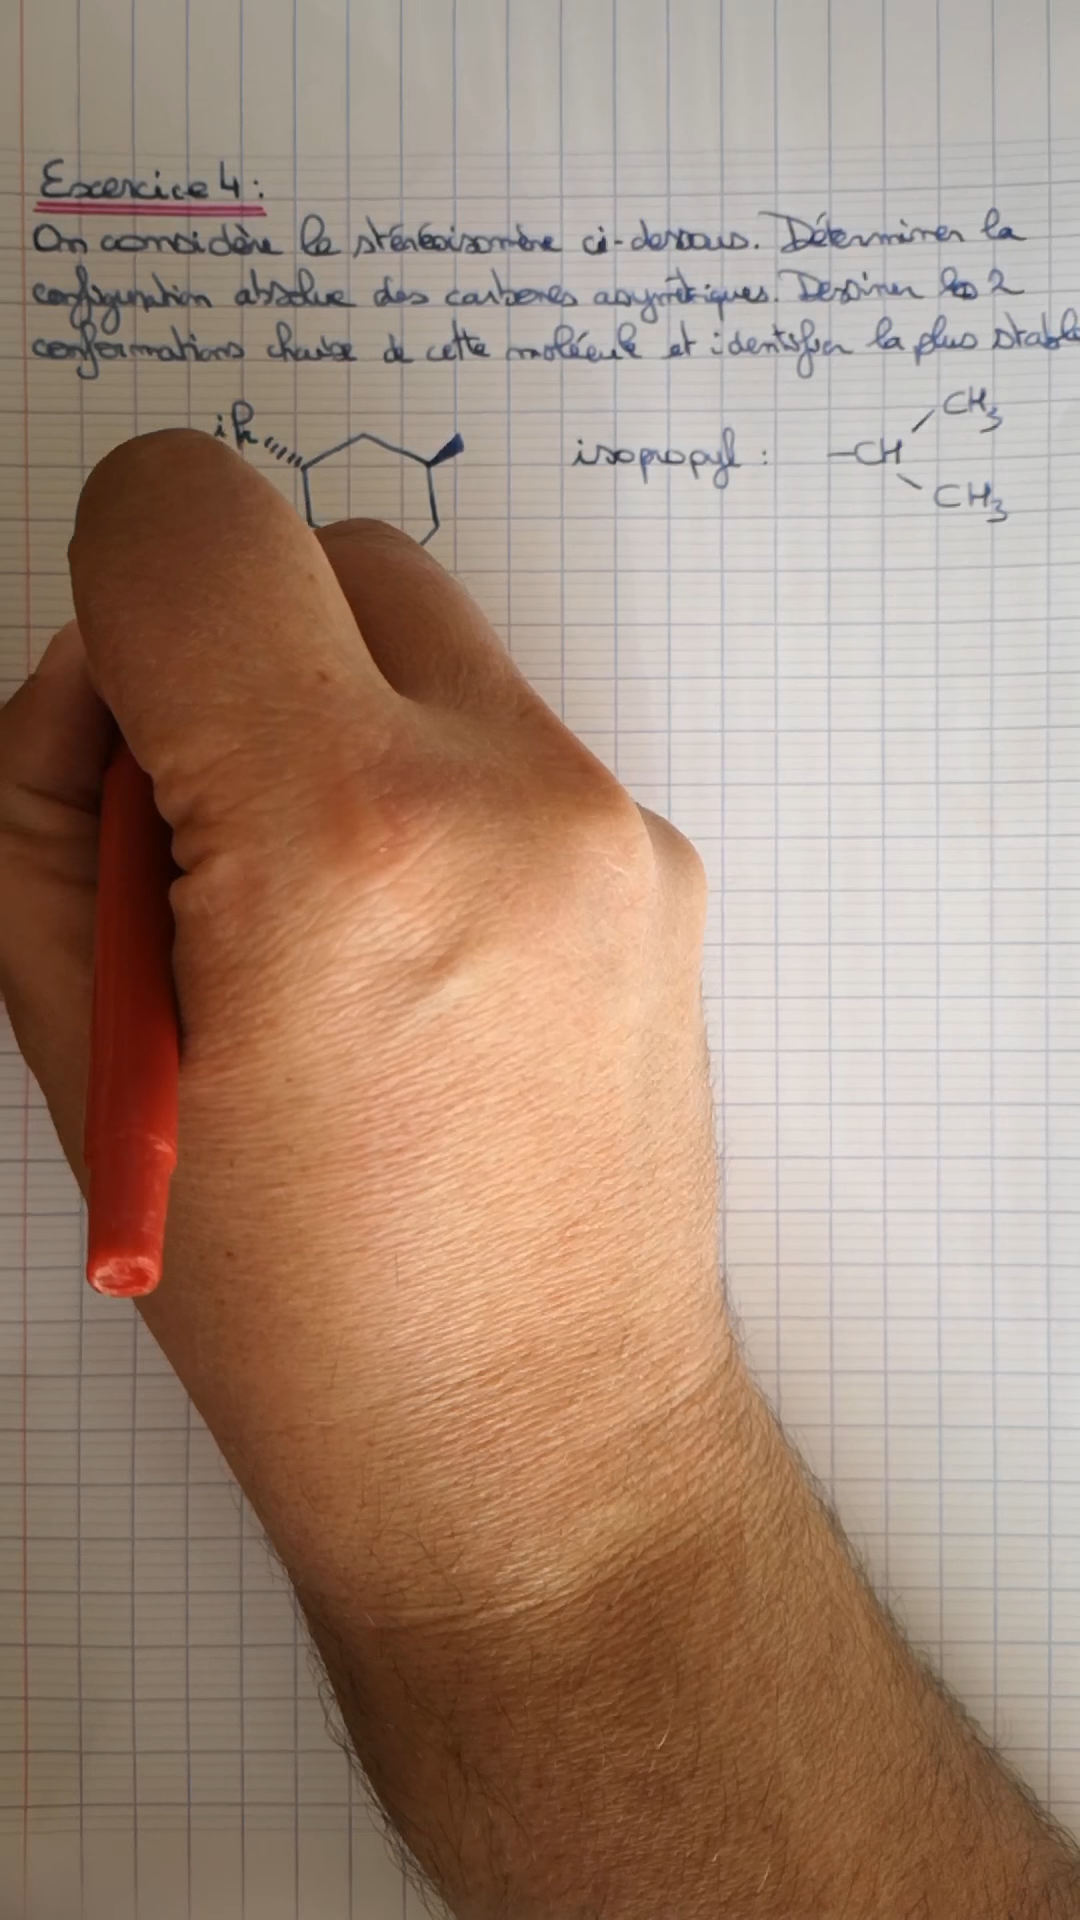 Exercice 4 :
On considère le stéréoisomère ci-dessous. Déterminer la
configuration absolue des carbones asymétriques. Dessiner les 2
conformations chaise de cette molécule et identifier la plus stable
iPr
isopropyl : -CH
CH3
CH3